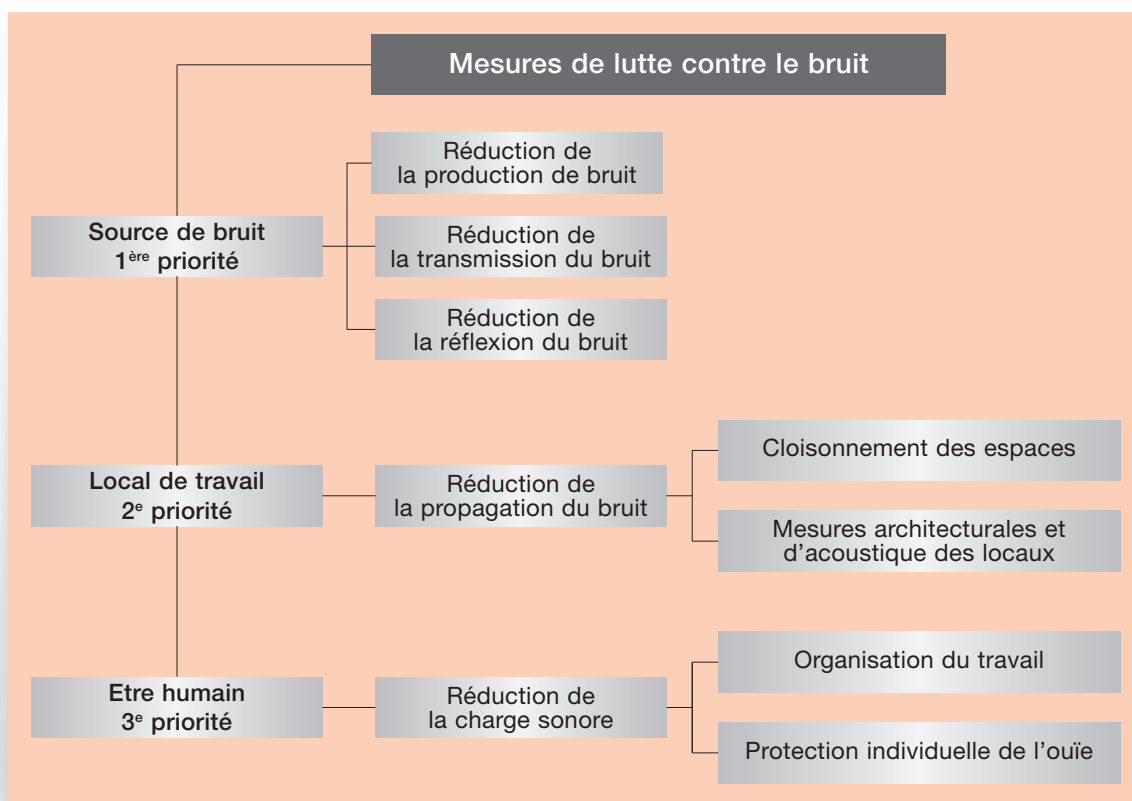 Mesures de lutte contre le bruit
Réduction de
la production de bruit
Source de bruit
1ère priorité
Réduction de
la transmission du bruit
Réduction de
la réflexion du bruit
Cloisonnement des espaces
Local de travail
2e priorité
Réduction de
la propagation du bruit
Mesures architecturales et
d'acoustique des locaux
Organisation du travail
Etre humain
3e priorité
Réduction de
la charge sonore
Protection individuelle de l'ouïe